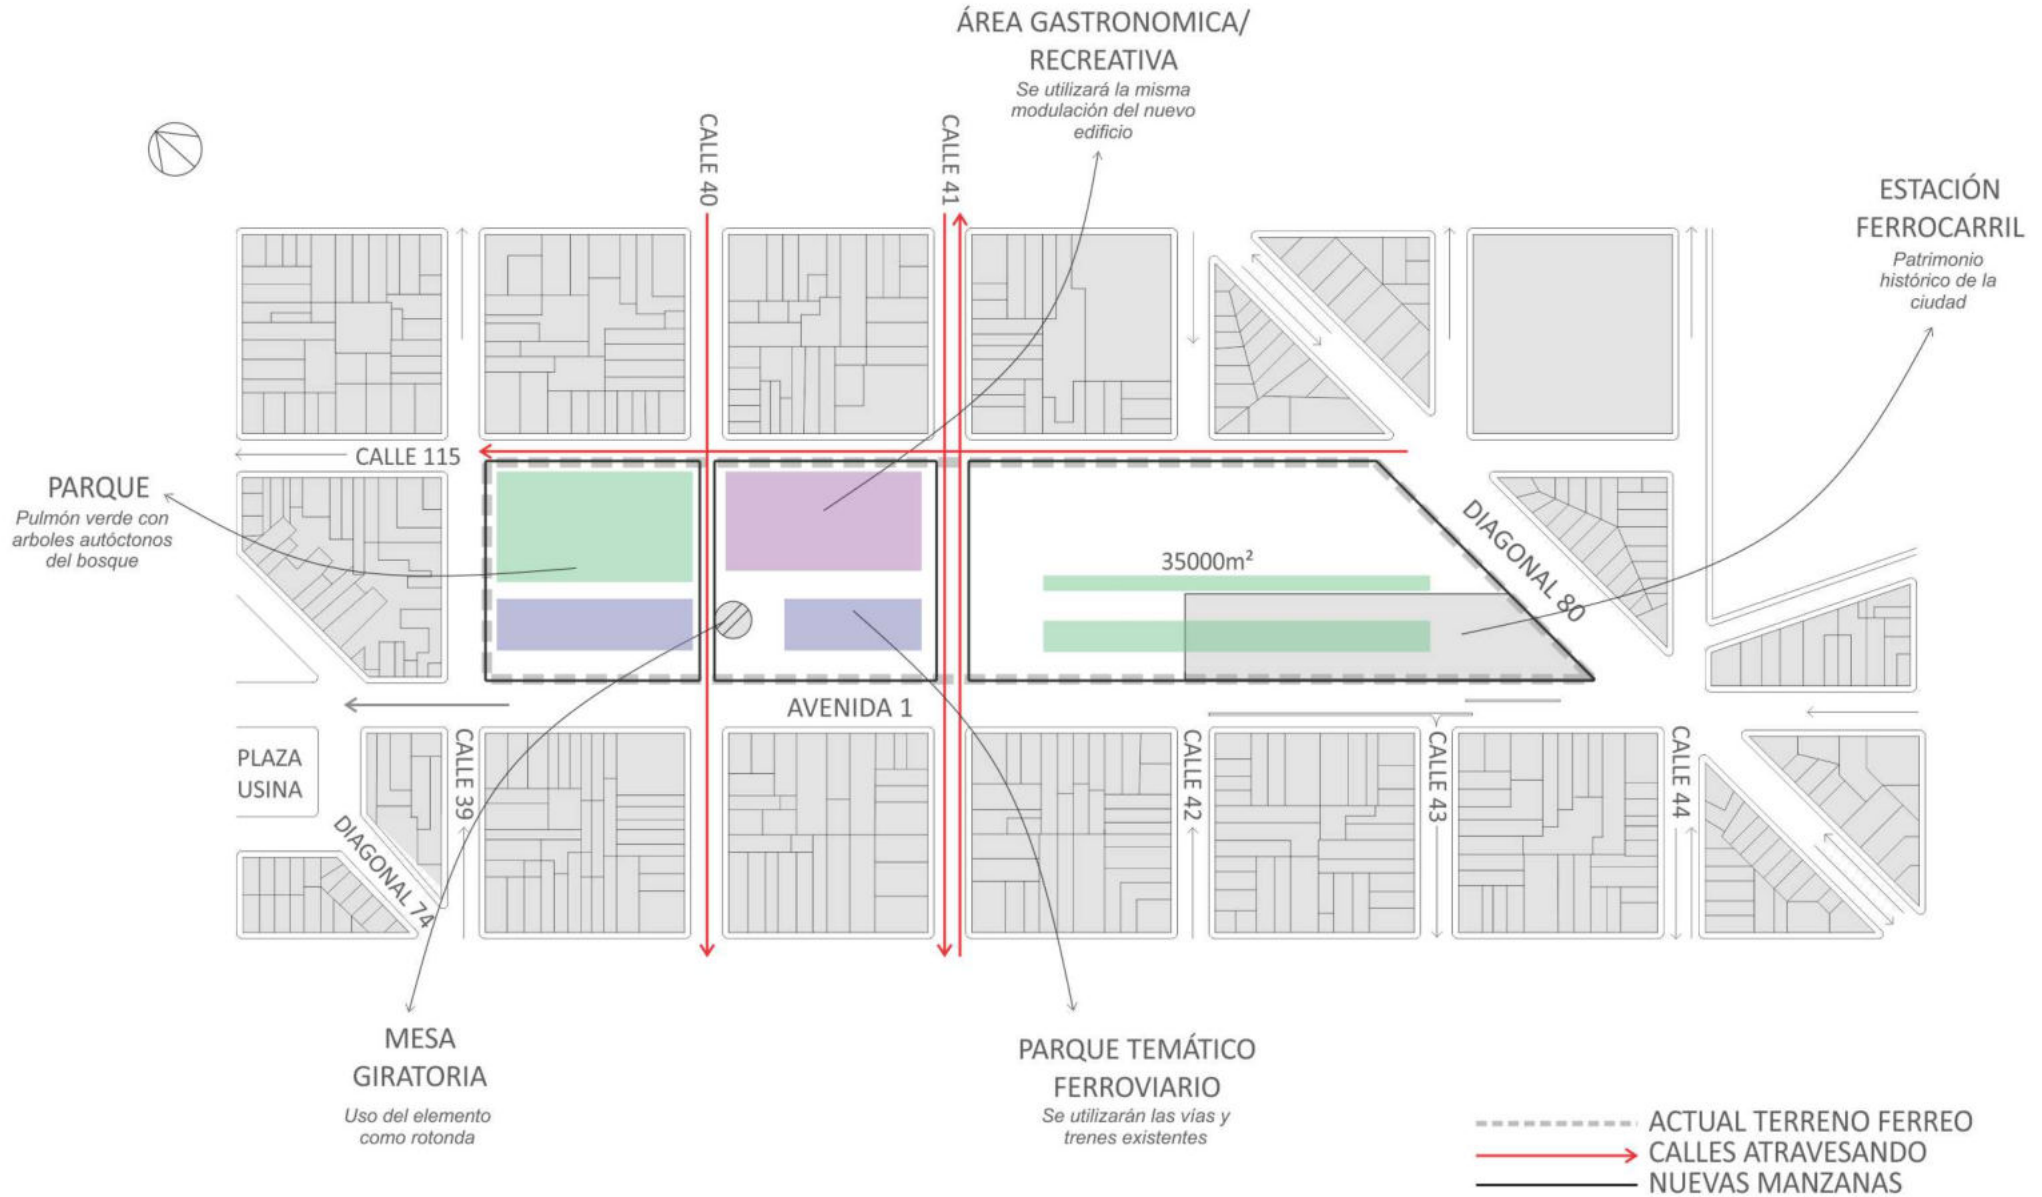 ÁREA GASTRONOMICA/
RECREATIVA
Se utilizará la misma
modulación del nuevo
edificio
CALLE 40
CALLE 41
ESTACIÓN
FERROCARRIL
Patrimonio
histórico de la
ciudad
CALLE 115
PARQUE
Pulmón verde con
arboles autóctonos
del bosque
DIAGONAL 80
35000m²
AVENIDA 1
PLAZA
USINA
CALLE 39
CALLE 42
CALLE 43
CALLE 44
DIAGONAL 74
MESA
GIRATORIA
Uso del elemento
como rotonda
PARQUE TEMÁTICO
FERROVIARIO
Se utilizarán las vías y
trenes existentes
ACTUAL TERRENO FERREO
CALLES ATRAVESANDO
NUEVAS MANZANAS